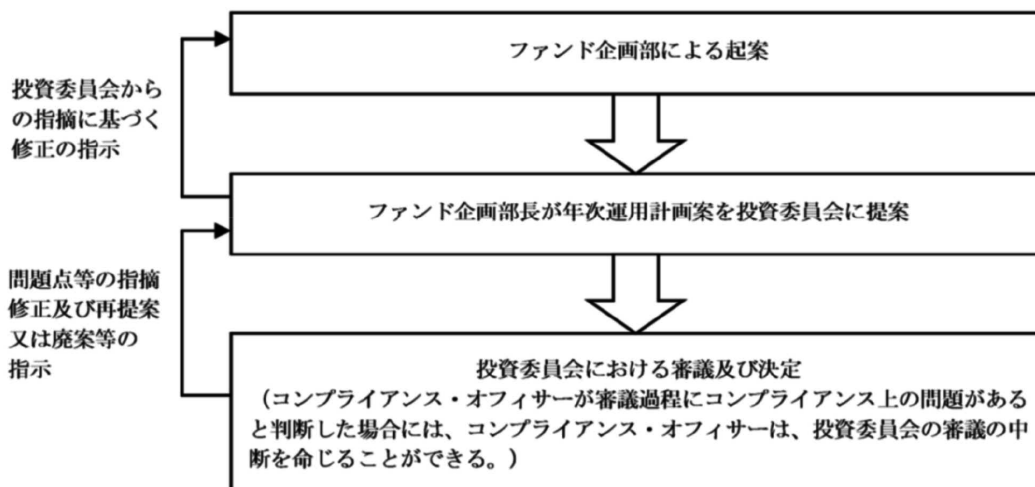 ファンド企画部による起案
投資委員会から
の指摘に基づく
修正の指示
ファンド企画部長が年次運用計画案を投資委員会に提案
問題点等の指摘
修正及び再提案
又は廃案等の
指示
投資委員会における審議及び決定
（コンプライアンス・オフィサーが審議過程にコンプライアンス上の問題がある
と判断した場合には、コンプライアンス・オフィサーは、投資委員会の審議の中
断を命じることができる。）